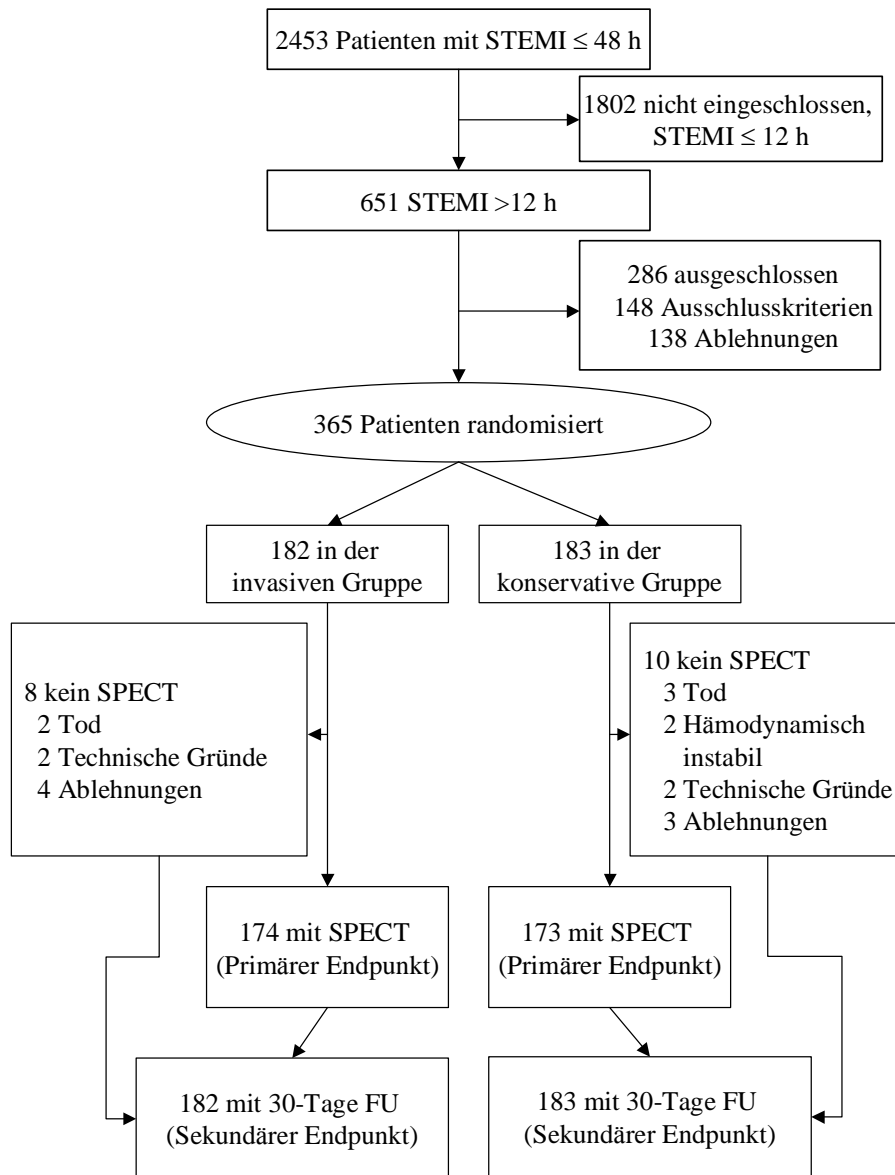 2453 Patienten mit STEMI ≤ 48 h
1802 nicht eingeschlossen,
STEMI ≤ 12 h
651 STEMI >12 h
286 ausgeschlossen
148 Ausschlusskriterien
138 Ablehnungen
365 Patienten randomisiert
182 in der
invasiven Gruppe
183 in der
konservative Gruppe
8 kein SPECT
2 Tod
2 Technische Gründe
4 Ablehnungen
10 kein SPECT
3 Tod
2 Hämodynamisch
instabil
2 Technische Gründe
3 Ablehnungen
174 mit SPECT
(Primärer Endpunkt)
173 mit SPECT
(Primärer Endpunkt)
182 mit 30-Tage FU
(Sekundärer Endpunkt)
183 mit 30-Tage FU
(Sekundärer Endpunkt)